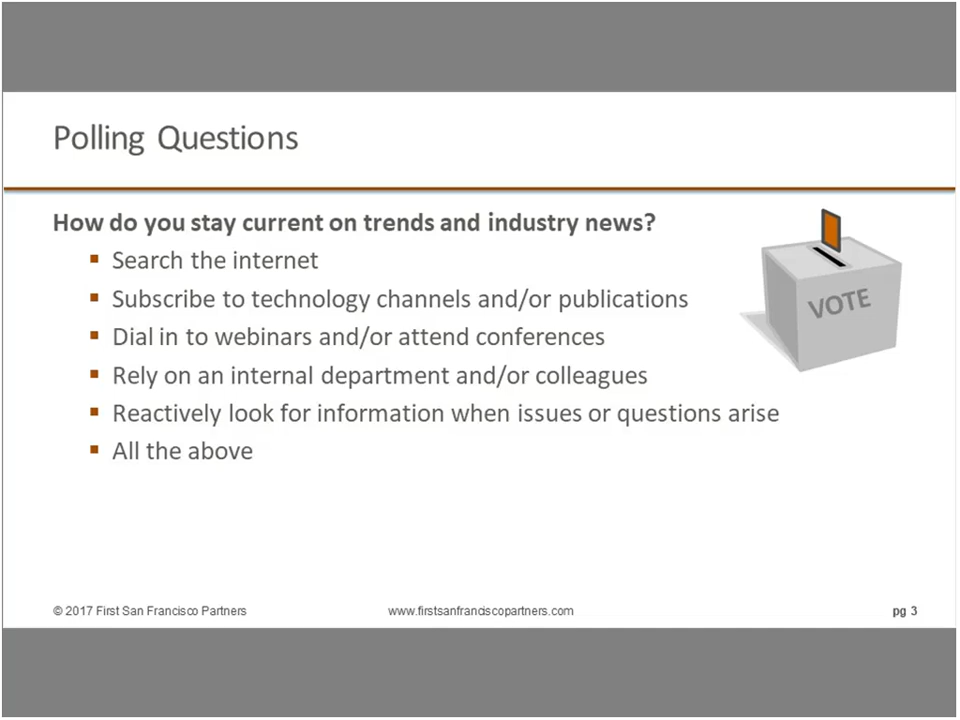 Polling Questions
How do you stay current on trends and industry news?
▪ Search the internet
▪ Subscribe to technology channels and/or publications
▪ Dial in to webinars and/or attend conferences
▪ Rely on an internal department and/or colleagues
▪ Reactively look for information when issues or questions arise
▪ All the above
VOTE
© 2017 First San Francisco Partners www.firstsanfranciscopartners.com pg 3